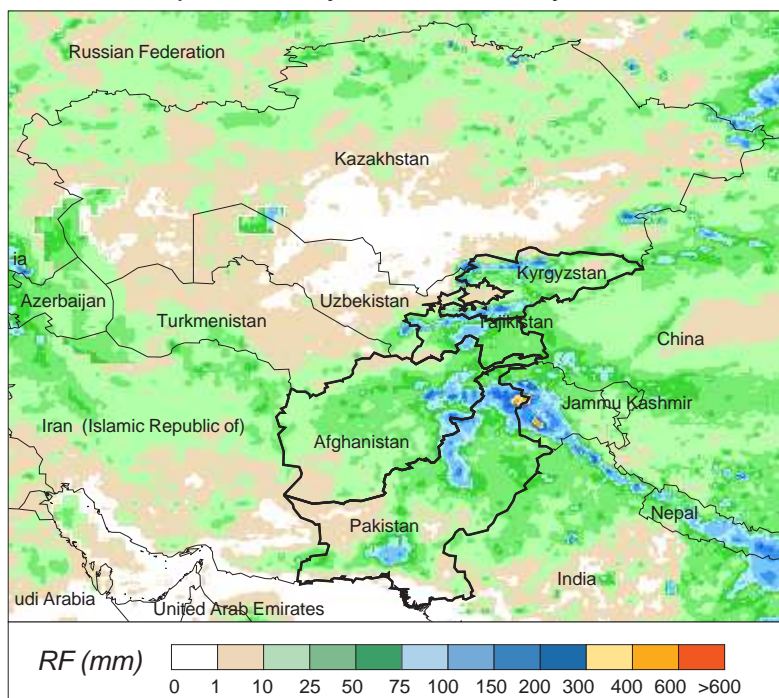 Russian Federation
Kazakhstan
ia
Kyrgyzstan
Azerbaijan
Uzbekistan
Turkmenistan
Tajikistan
China
Jammu Kashmir
Iran (Islamic Republic of)
Afghanistan
Nepal
Pakistan
India
udi Arabia
United Arab Emirates
RF (mm)
0 1 10 25 50 75 100 150 200 300 400 600 >600